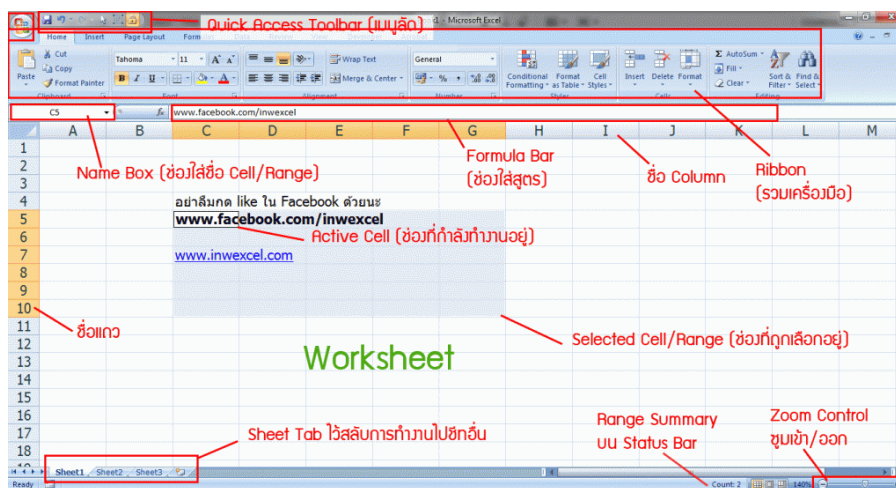 Quick Access Toolbar (เมนูลัด)
Book1 - Microsoft Excel
Home Insert Page Layout
Cut
Copy
Format Painter
Paste
Clipboard
Tahoma 11
B I U
Font
Wrap Text
Merge & Center
Alignment
General
Number
Conditional Formatting
Format as Table
Cell Styles
Styles
Insert Delete Format
Cells
AutoSum
Fill
Clear
Sort & Filter
Find & Select
Editing
C5
fx
www.facebook.com/inwexcel
A B C D E F G H I J K L M
1
2
3
4
5
6
7
8
9
10
11
12
13
14
15
16
17
18
Name Box (ช่องใส่ชื่อ Cell/Range)
Formula Bar
(ช่องใส่สูตร)
ชื่อ Column
Ribbon
(รวมเครื่องมือ)
อย่าลืมกด like ใน Facebook ด้วยนะ
www.facebook.com/inwexcel
Active Cell (ช่องที่กำลังทำงานอยู่)
www.inwexcel.com
ชื่อแถว
Selected Cell/Range (ช่องที่ถูกเลือกอยู่)
Worksheet
Sheet Tab ไว้สลับการทำงานไปชีทอื่น
Range Summary
บน Status Bar
Zoom Control
ซูมเข้า/ออก
Sheet1 Sheet2 Sheet3
Ready
Count: 2
140%